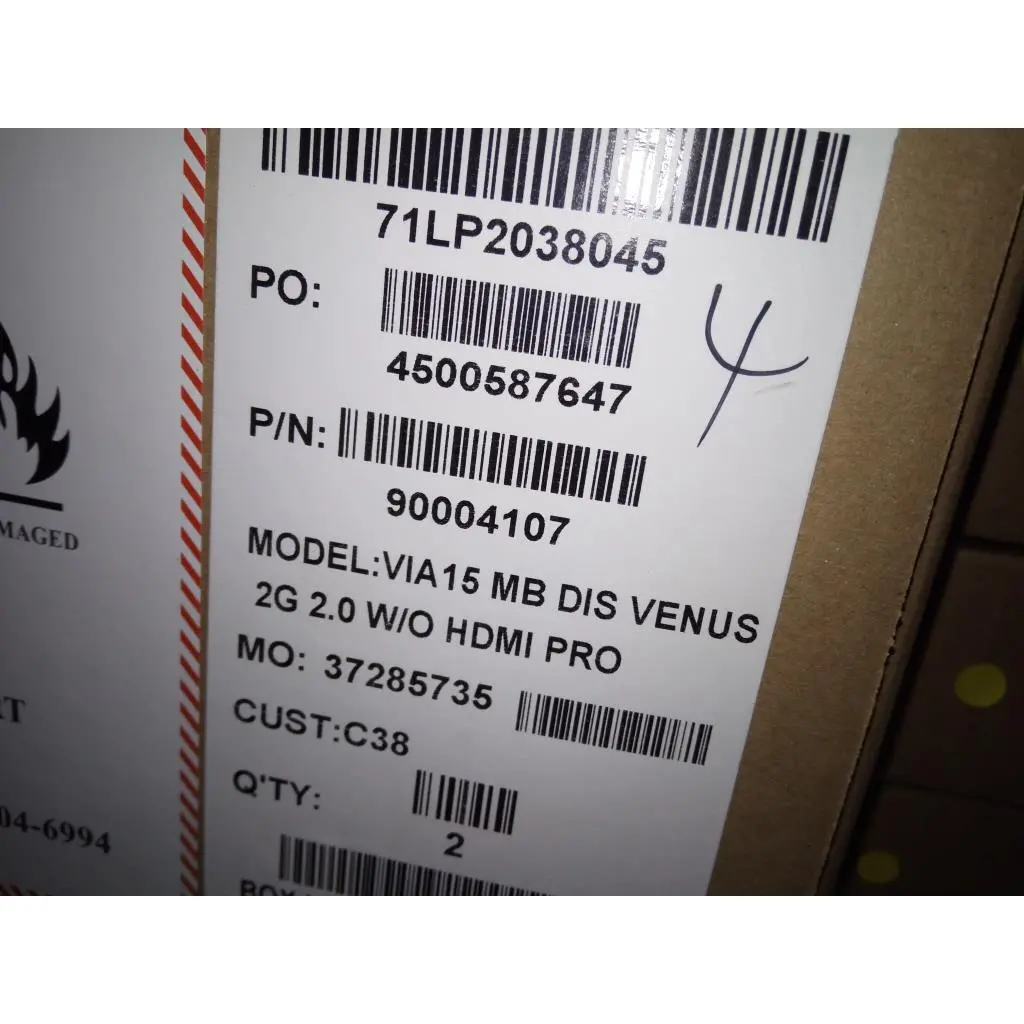 71LP2038045
PO:
4500587647
4
P/N:
90004107
MODEL:VIA15 MB DIS VENUS
2G 2.0 W/O HDMI PRO
MO: 37285735
CUST:C38
Q'TY:
2
MAGED
04-6994